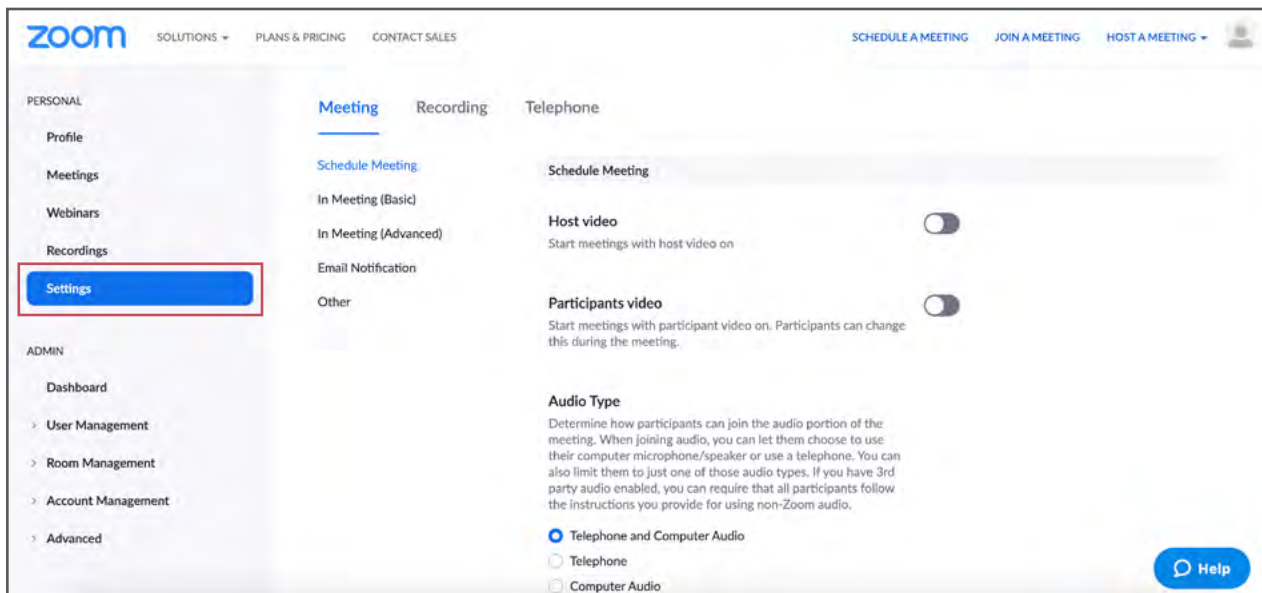 zoom SOLUTIONS PLANS & PRICING CONTACT SALES SCHEDULE A MEETING JOIN A MEETING HOST A MEETING
PERSONAL
Profile
Meetings
Webinars
Recordings
Settings
ADMIN
Dashboard
User Management
Room Management
Account Management
Advanced
Meeting Recording Telephone
Schedule Meeting
In Meeting (Basic)
In Meeting (Advanced)
Email Notification
Other
Schedule Meeting
Host video
Start meetings with host video on
Participants video
Start meetings with participant video on. Participants can change
this during the meeting.
Audio Type
Determine how participants can join the audio portion of the
meeting. When joining audio, you can let them choose to use
their computer microphone/speaker or use a telephone. You can
also limit them to just one of those audio types. If you have 3rd
party audio enabled, you can require that all participants follow
the instructions you provide for using non-Zoom audio.
Telephone and Computer Audio
Telephone
Computer Audio
Help